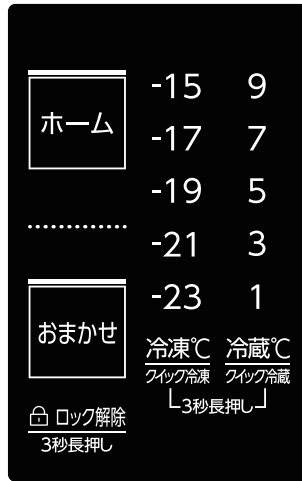 ホーム
-15 9
-17 7
-19 5
-21 3
-23 1
おまかせ
冷凍℃ 冷蔵℃
クイック冷凍 クイック冷蔵
3秒長押し
ロック解除
3秒長押し